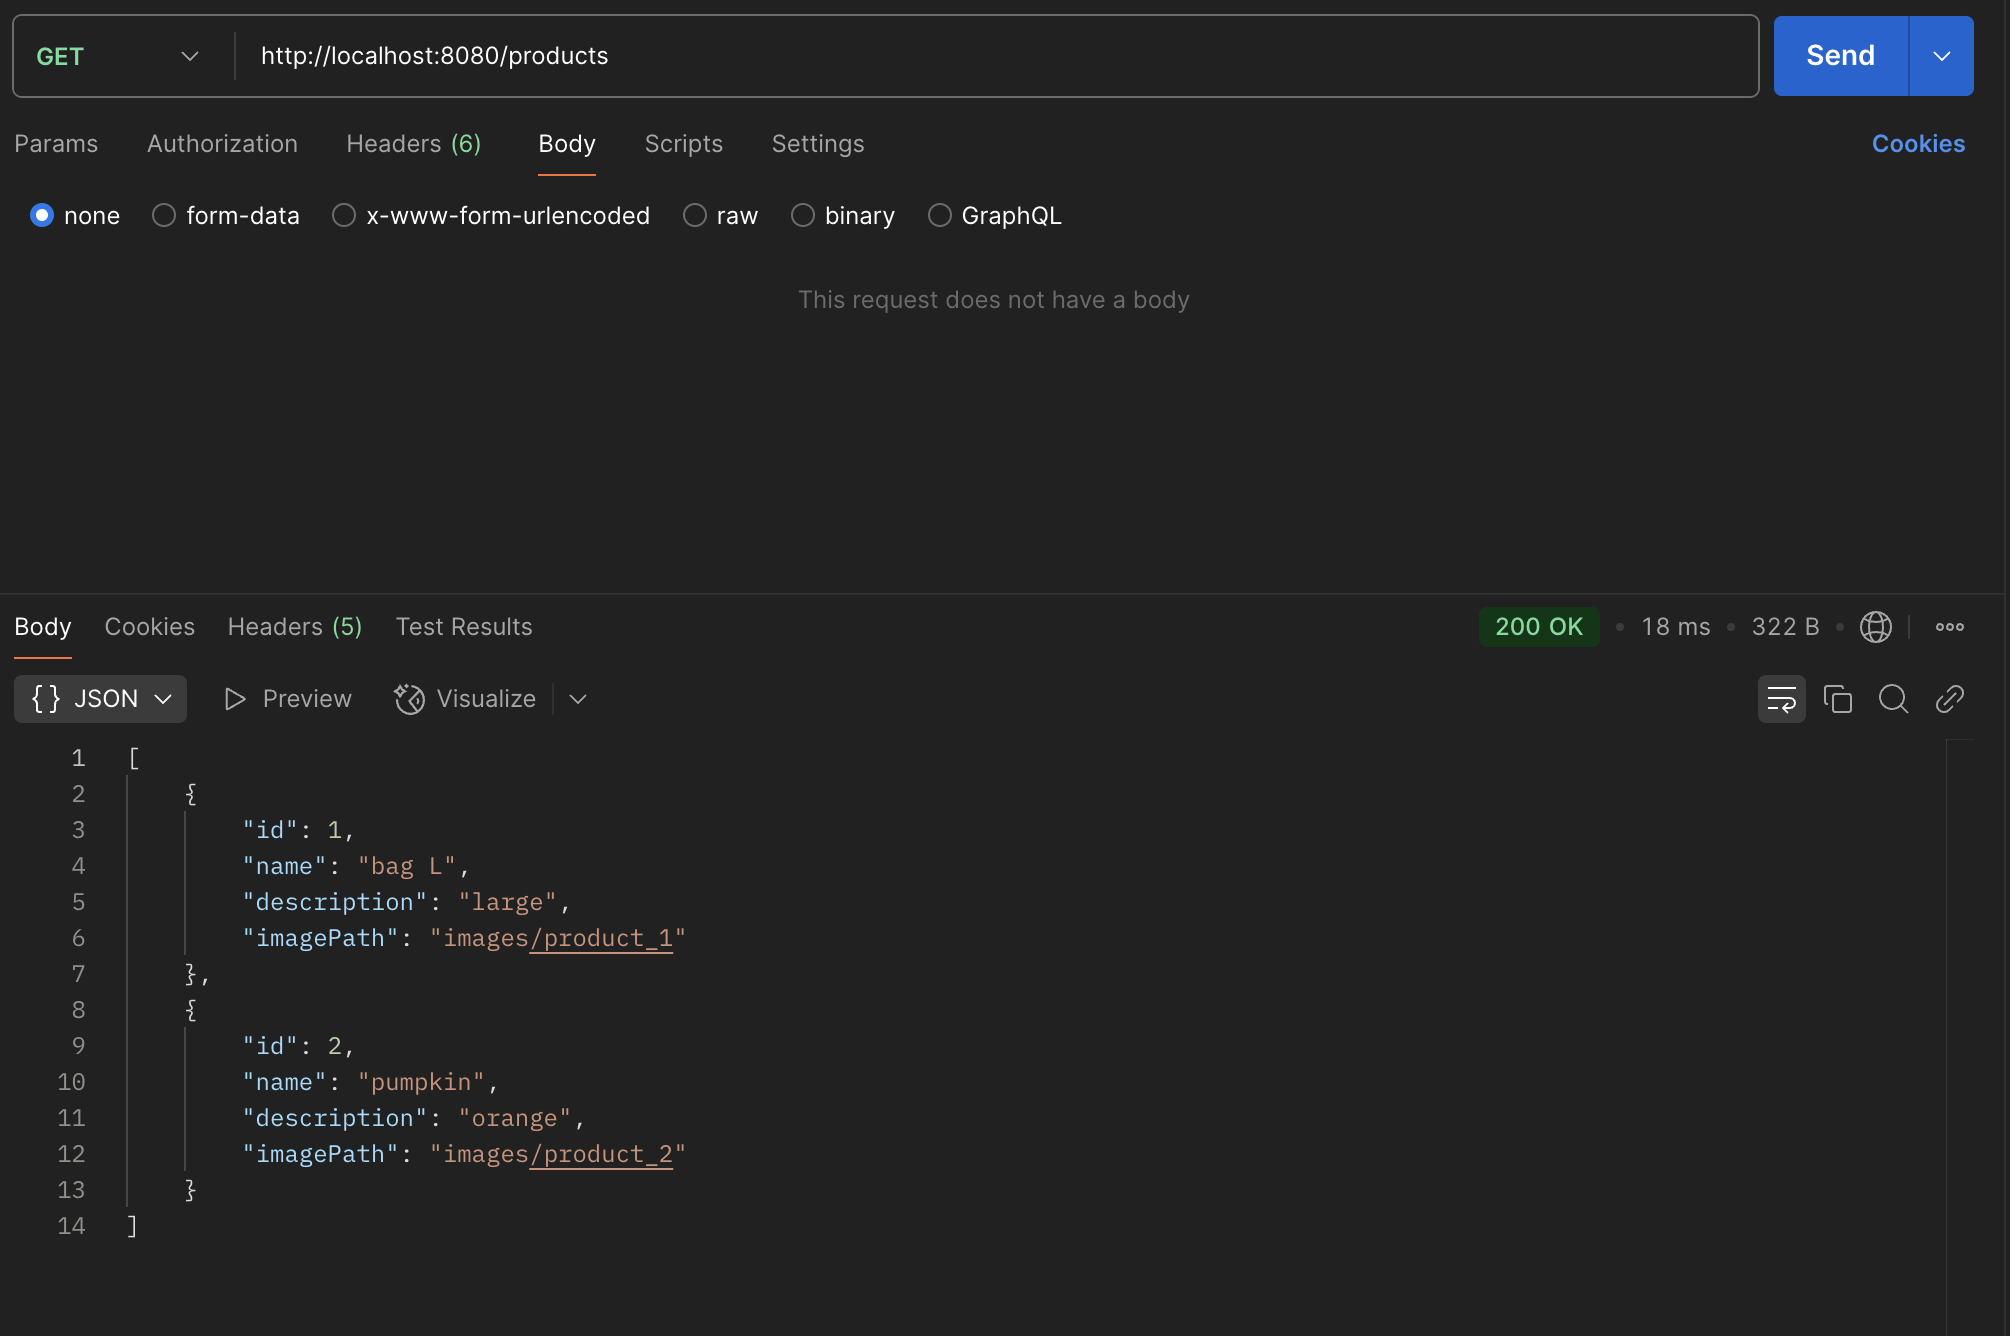 GET http://localhost:8080/products Send
Params Authorization Headers (6) Body Scripts Settings Cookies
none form-data x-www-form-urlencoded raw binary GraphQL
This request does not have a body
Body Cookies Headers (5) Test Results 200 OK • 18 ms • 322 B •
{} JSON Preview Visualize
1 [
2 {
3 "id": 1,
4 "name": "bag L",
5 "description": "large",
6 "imagePath": "images/product_1"
7 },
8 {
9 "id": 2,
10 "name": "pumpkin",
11 "description": "orange",
12 "imagePath": "images/product_2"
13 }
14 ]